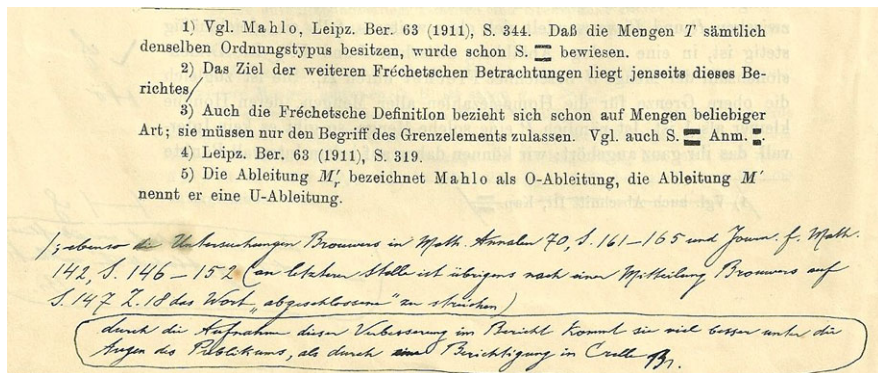 1) Vgl. Mahlo, Leipz. Ber. 63 (1911), S. 344. Daß die Mengen T sämtlich
denselben Ordnungstypus besitzen, wurde schon S. bewiesen.
2) Das Ziel der weiteren Fréchetschen Betrachtungen liegt jenseits dieses Be-
richtes/
3) Auch die Fréchetsche Definition bezieht sich schon auf Mengen beliebiger
Art; sie müssen nur den Begriff des Grenzelements zulassen. Vgl. auch S. Anm. .
4) Leipz. Ber. 63 (1911), S. 319.
5) Die Ableitung M′r bezeichnet Mahlo als O-Ableitung, die Ableitung M′
nennt er eine U-Ableitung.
/; ebenso die Untersuchungen Brouwers in Math. Annalen 70, S. 161–165 und Journ. f. Math.
142, S. 146–152 (an letzterer Stelle ist übrigens nach einer Mitteilung Brouwers auf
S. 147 Z. 18 das Wort „abgeschlossene" zu streichen)
durch die Aufnahme dieser Verbesserung im Bericht kommt sie viel besser unter die
Augen des Publikums, als durch eine Berichtigung in Crelle Br.